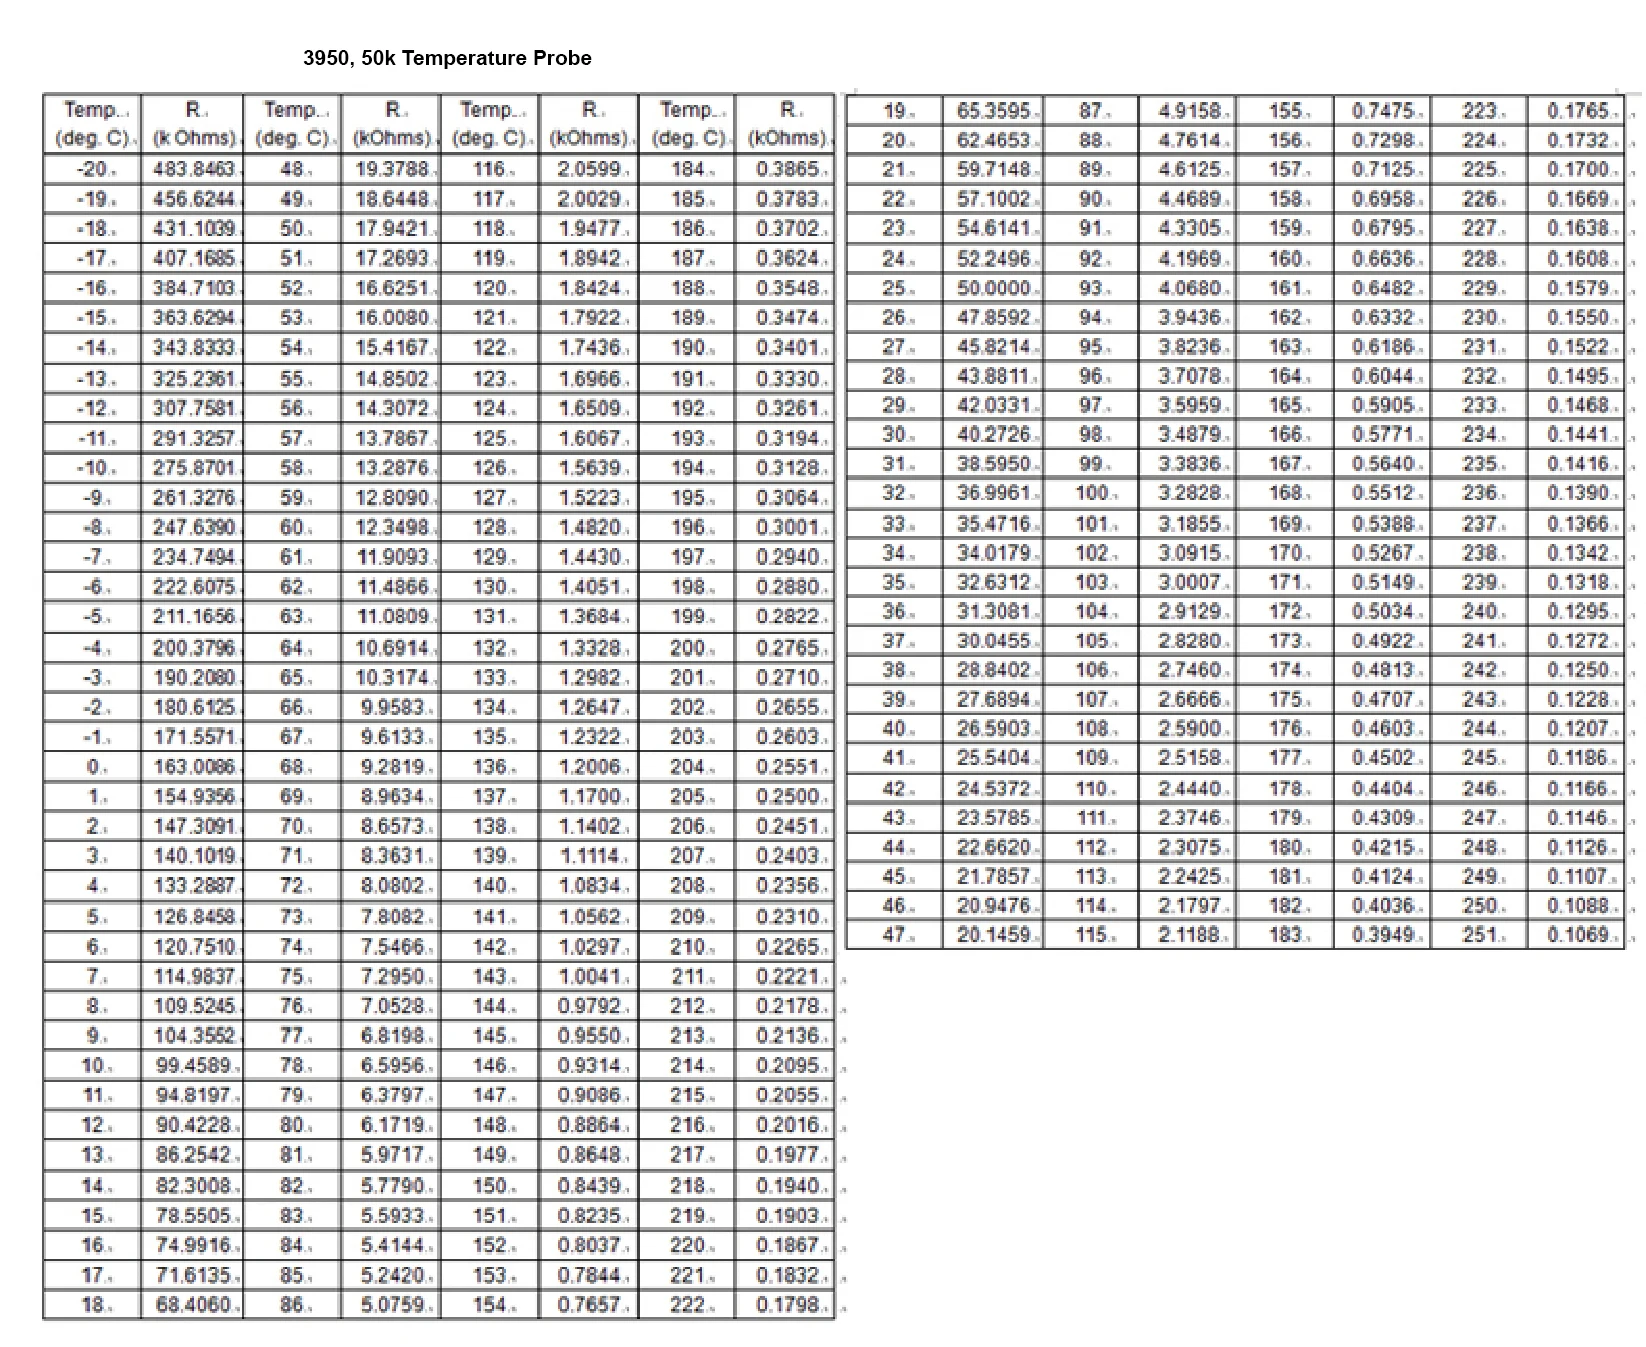 3950, 50k Temperature Probe
Temp.. R. Temp.. R. Temp.. R. Temp.. R.
(deg. C). (k Ohms). (deg. C). (kOhms). (deg. C). (kOhms). (deg. C). (kOhms).
-20 483.8463 48 19.3788 116 2.0599 184 0.3865
-19 456.6244 49 18.6448 117 2.0029 185 0.3783
-18 431.1039 50 17.9421 118 1.9477 186 0.3702
-17 407.1685 51 17.2693 119 1.8942 187 0.3624
-16 384.7103 52 16.6251 120 1.8424 188 0.3548
-15 363.6294 53 16.0080 121 1.7922 189 0.3474
-14 343.8333 54 15.4167 122 1.7436 190 0.3401
-13 325.2361 55 14.8502 123 1.6966 191 0.3330
-12 307.7581 56 14.3072 124 1.6509 192 0.3261
-11 291.3257 57 13.7867 125 1.6067 193 0.3194
-10 275.8701 58 13.2876 126 1.5639 194 0.3128
-9 261.3276 59 12.8090 127 1.5223 195 0.3064
-8 247.6390 60 12.3498 128 1.4820 196 0.3001
-7 234.7494 61 11.9093 129 1.4430 197 0.2940
-6 222.6075 62 11.4866 130 1.4051 198 0.2880
-5 211.1656 63 11.0809 131 1.3684 199 0.2822
-4 200.3796 64 10.6914 132 1.3328 200 0.2765
-3 190.2080 65 10.3174 133 1.2982 201 0.2710
-2 180.6125 66 9.9583 134 1.2647 202 0.2655
-1 171.5571 67 9.6133 135 1.2322 203 0.2603
0 163.0086 68 9.2819 136 1.2006 204 0.2551
1 154.9356 69 8.9634 137 1.1700 205 0.2500
2 147.3091 70 8.6573 138 1.1402 206 0.2451
3 140.1019 71 8.3631 139 1.1114 207 0.2403
4 133.2887 72 8.0802 140 1.0834 208 0.2356
5 126.8458 73 7.8082 141 1.0562 209 0.2310
6 120.7510 74 7.5466 142 1.0297 210 0.2265
7 114.9837 75 7.2950 143 1.0041 211 0.2221
8 109.5245 76 7.0528 144 0.9792 212 0.2178
9 104.3552 77 6.8198 145 0.9550 213 0.2136
10 99.4589 78 6.5956 146 0.9314 214 0.2095
11 94.8197 79 6.3797 147 0.9086 215 0.2055
12 90.4228 80 6.1719 148 0.8864 216 0.2016
13 86.2542 81 5.9717 149 0.8648 217 0.1977
14 82.3008 82 5.7790 150 0.8439 218 0.1940
15 78.5505 83 5.5933 151 0.8235 219 0.1903
16 74.9916 84 5.4144 152 0.8037 220 0.1867
17 71.6135 85 5.2420 153 0.7844 221 0.1832
18 68.4060 86 5.0759 154 0.7657 222 0.1798
19 65.3595 87 4.9158 155 0.7475 223 0.1765
20 62.4653 88 4.7614 156 0.7298 224 0.1732
21 59.7148 89 4.6125 157 0.7125 225 0.1700
22 57.1002 90 4.4689 158 0.6958 226 0.1669
23 54.6141 91 4.3305 159 0.6795 227 0.1638
24 52.2496 92 4.1969 160 0.6636 228 0.1608
25 50.0000 93 4.0680 161 0.6482 229 0.1579
26 47.8592 94 3.9436 162 0.6332 230 0.1550
27 45.8214 95 3.8236 163 0.6186 231 0.1522
28 43.8811 96 3.7078 164 0.6044 232 0.1495
29 42.0331 97 3.5959 165 0.5905 233 0.1468
30 40.2726 98 3.4879 166 0.5771 234 0.1441
31 38.5950 99 3.3836 167 0.5640 235 0.1416
32 36.9961 100 3.2828 168 0.5512 236 0.1390
33 35.4716 101 3.1855 169 0.5388 237 0.1366
34 34.0179 102 3.0915 170 0.5267 238 0.1342
35 32.6312 103 3.0007 171 0.5149 239 0.1318
36 31.3081 104 2.9129 172 0.5034 240 0.1295
37 30.0455 105 2.8280 173 0.4922 241 0.1272
38 28.8402 106 2.7460 174 0.4813 242 0.1250
39 27.6894 107 2.6666 175 0.4707 243 0.1228
40 26.5903 108 2.5900 176 0.4603 244 0.1207
41 25.5404 109 2.5158 177 0.4502 245 0.1186
42 24.5372 110 2.4440 178 0.4404 246 0.1166
43 23.5785 111 2.3746 179 0.4309 247 0.1146
44 22.6620 112 2.3075 180 0.4215 248 0.1126
45 21.7857 113 2.2425 181 0.4124 249 0.1107
46 20.9476 114 2.1797 182 0.4036 250 0.1088
47 20.1459 115 2.1188 183 0.3949 251 0.1069